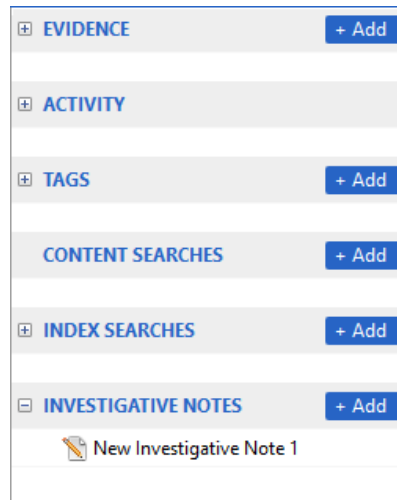 EVIDENCE + Add
ACTIVITY
TAGS + Add
CONTENT SEARCHES + Add
INDEX SEARCHES + Add
INVESTIGATIVE NOTES + Add
New Investigative Note 1